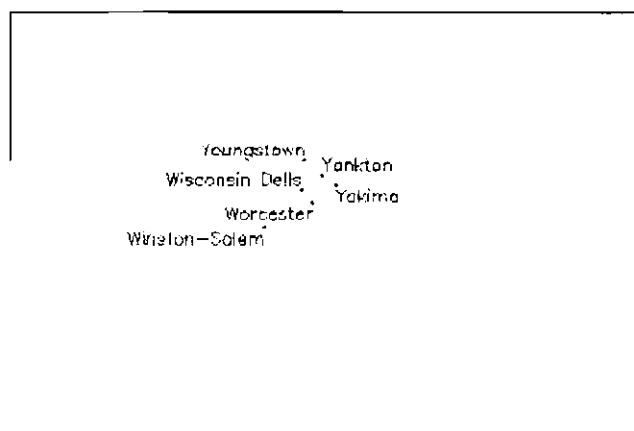 Youngstown
Yankton
Wisconsin Dells
Yakima
Worcester
Winston-Salem